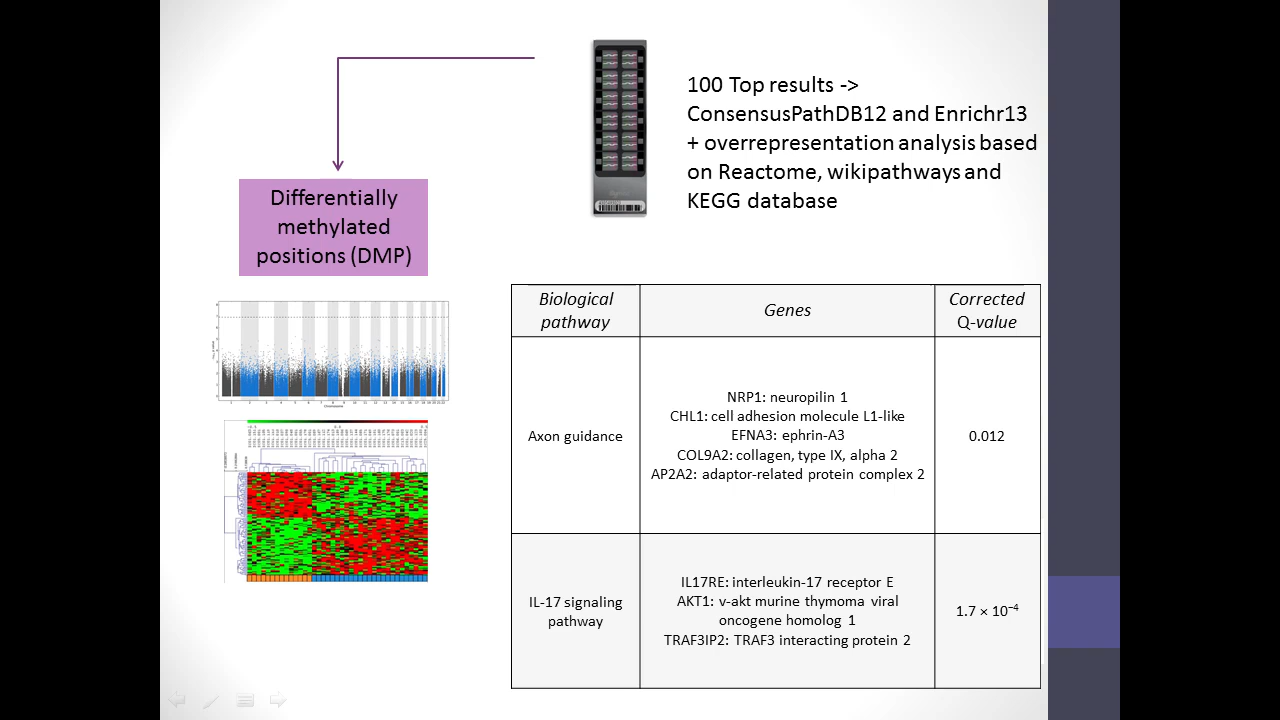 100 Top results ->
ConsensusPathDB12 and Enrichr13
+ overrepresentation analysis based
on Reactome, wikipathways and
KEGG database
Differentially
methylated
positions (DMP)
Biological
pathway
Genes
Corrected
Q-value
Axon guidance
NRP1: neuropilin 1
CHL1: cell adhesion molecule L1-like
EFNA3: ephrin-A3
COL9A2: collagen, type IX, alpha 2
AP2A2: adaptor-related protein complex 2
0.012
IL-17 signaling
pathway
IL17RE: interleukin-17 receptor E
AKT1: v-akt murine thymoma viral
oncogene homolog 1
TRAF3IP2: TRAF3 interacting protein 2
1.7 × 10⁻⁴
Chromosome